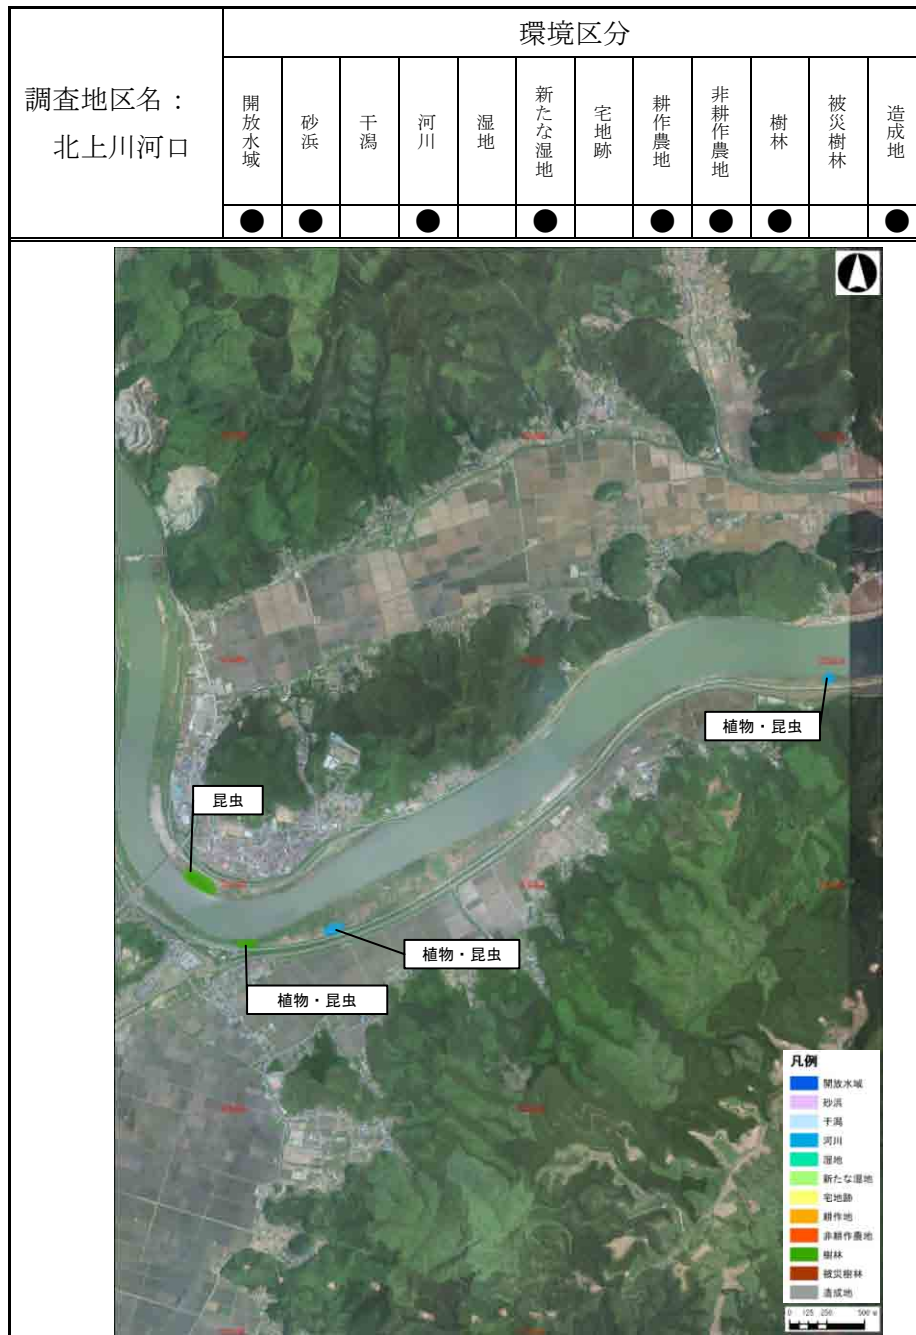 環境区分
調査地区名：
北上川河口
開放水域
砂浜
干潟
河川
湿地
新たな湿地
宅地跡
耕作農地
非耕作農地
樹林
被災樹林
造成地
● ● ● ● ● ● ● ●
植物・昆虫
昆虫
植物・昆虫
植物・昆虫
凡例
開放水域
砂浜
干潟
河川
湿地
新たな湿地
宅地跡
耕作地
非耕作農地
樹林
被災樹林
造成地
0 125 250 500 m